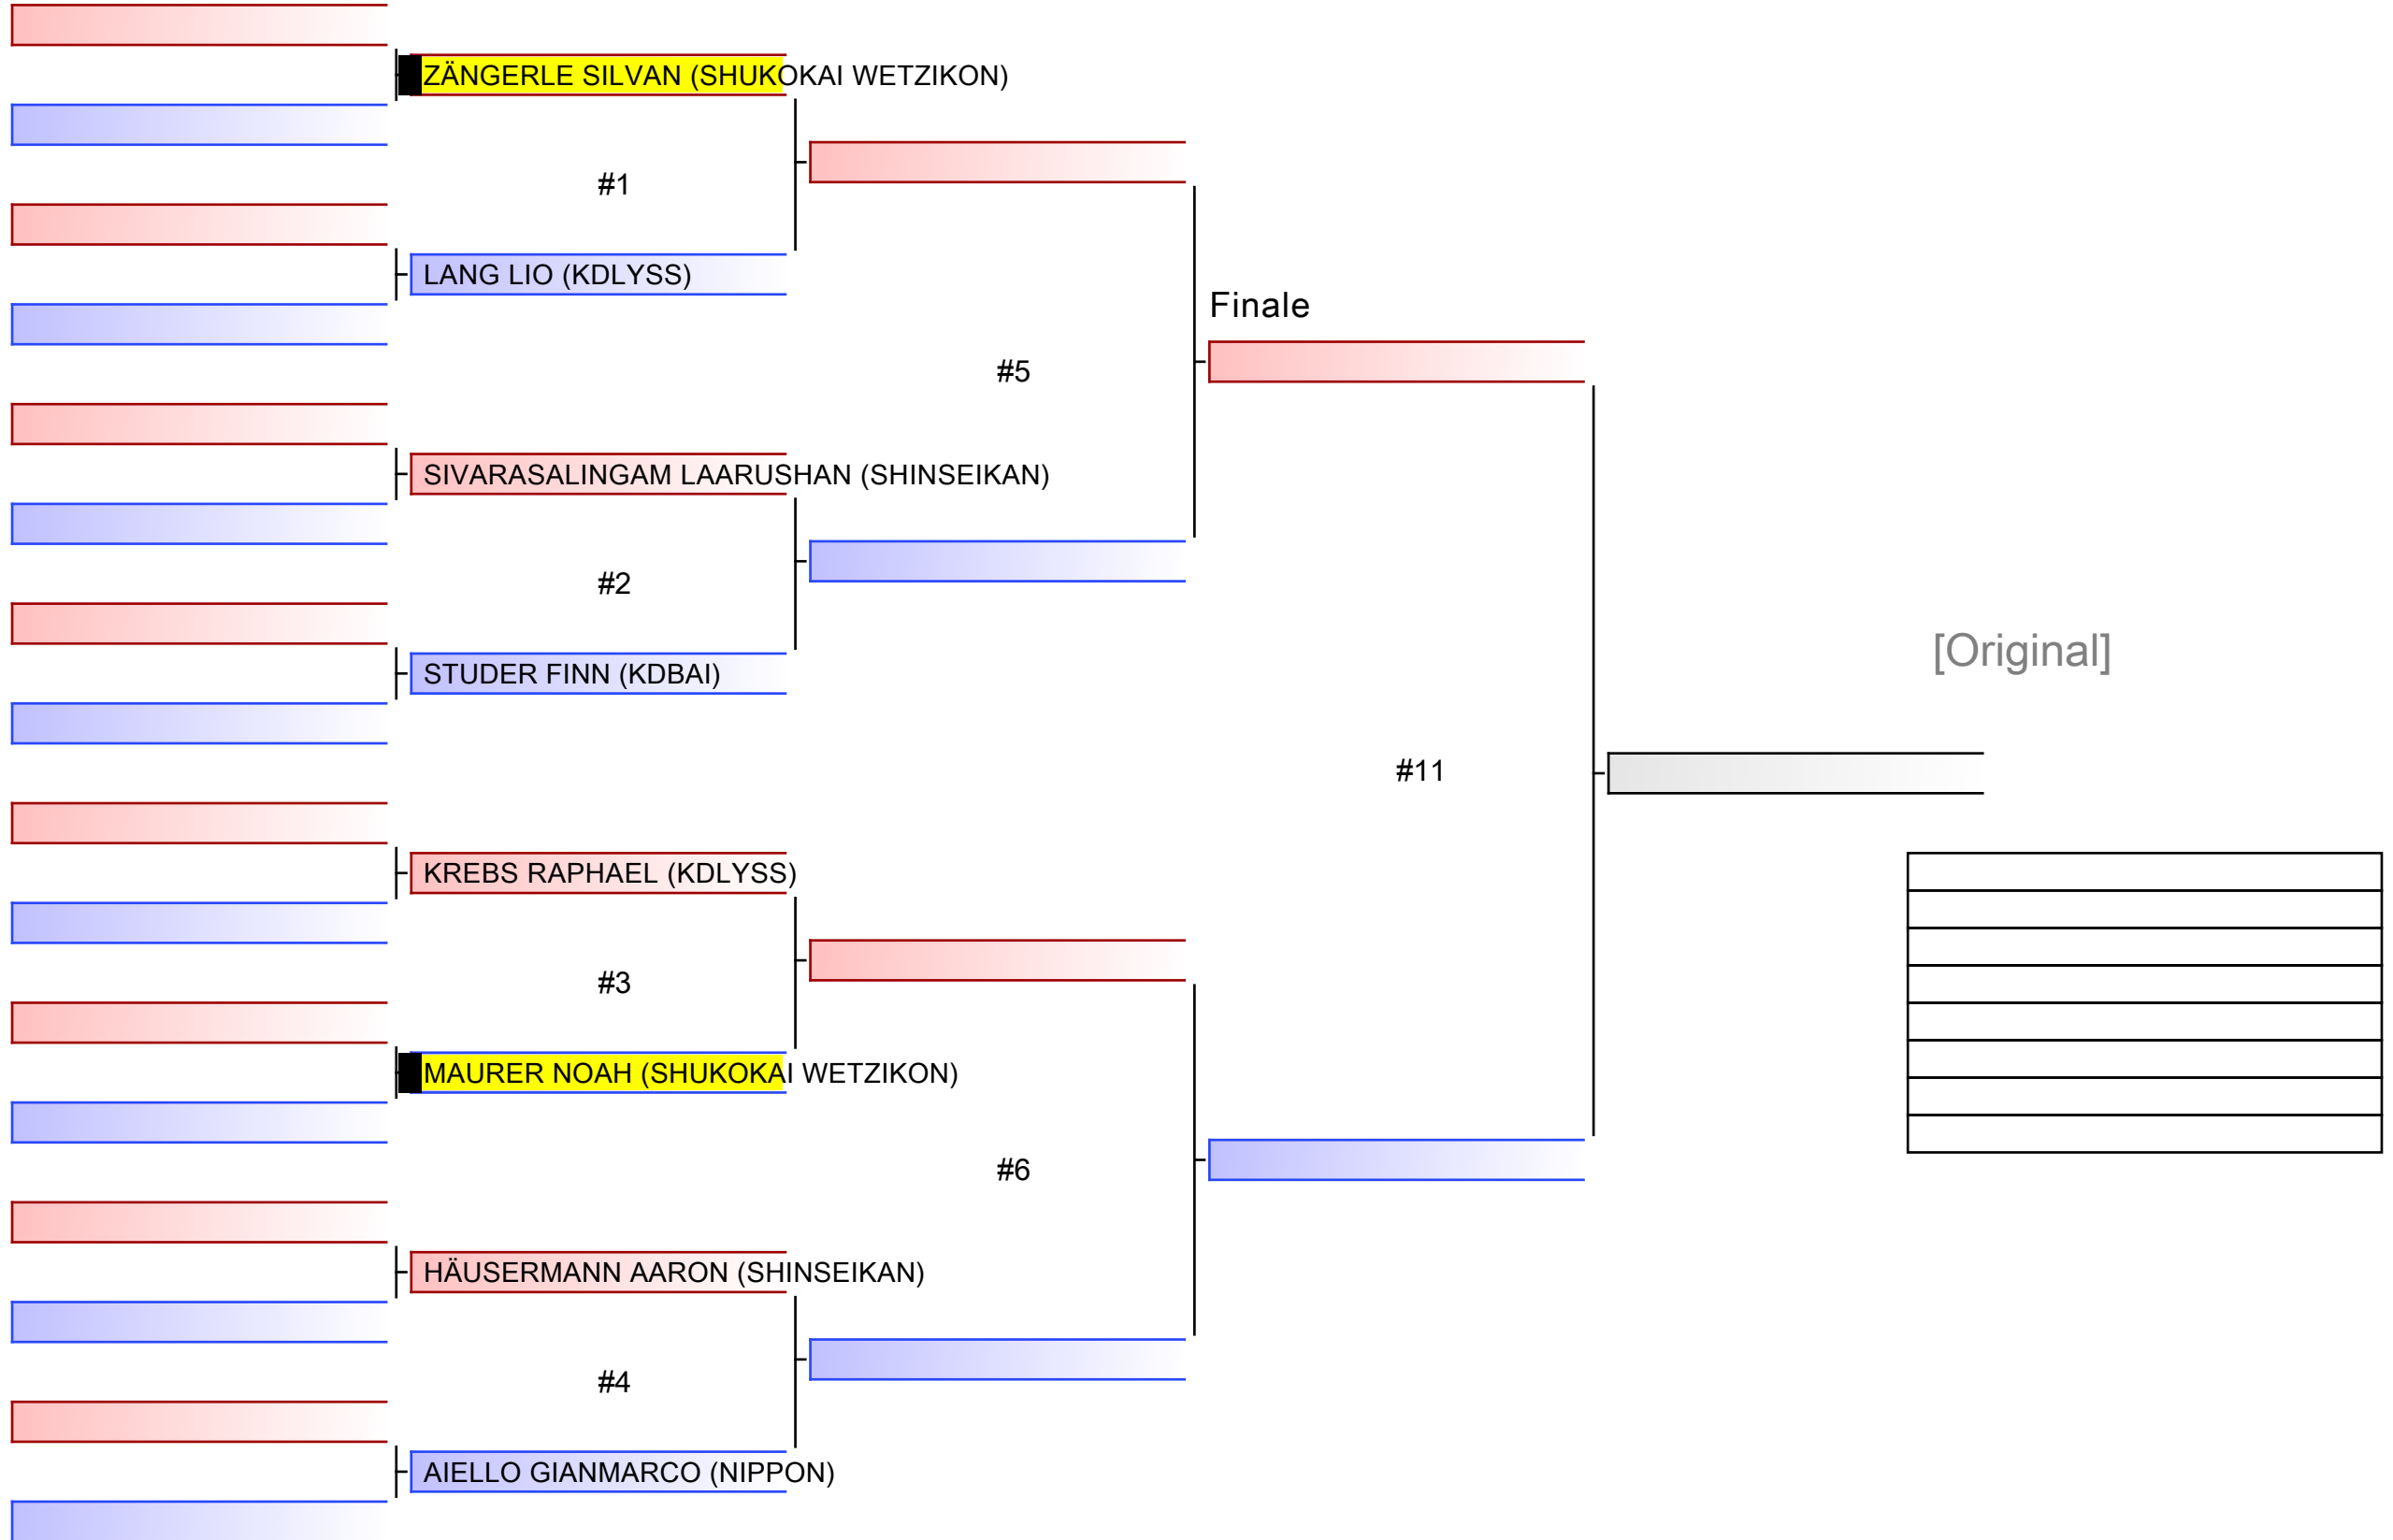 ZÄNGERLE SILVAN (SHUKOKAI WETZIKON)
#1
LANG LIO (KDLYSS)
Finale
#5
SIVARASALINGAM LAARUSHAN (SHINSEIKAN)
#2
STUDER FINN (KDBAI)
[Original]
#11
KREBS RAPHAEL (KDLYSS)
#3
MAURER NOAH (SHUKOKAI WETZIKON)
#6
HÄUSERMANN AARON (SHINSEIKAN)
#4
AIELLO GIANMARCO (NIPPON)